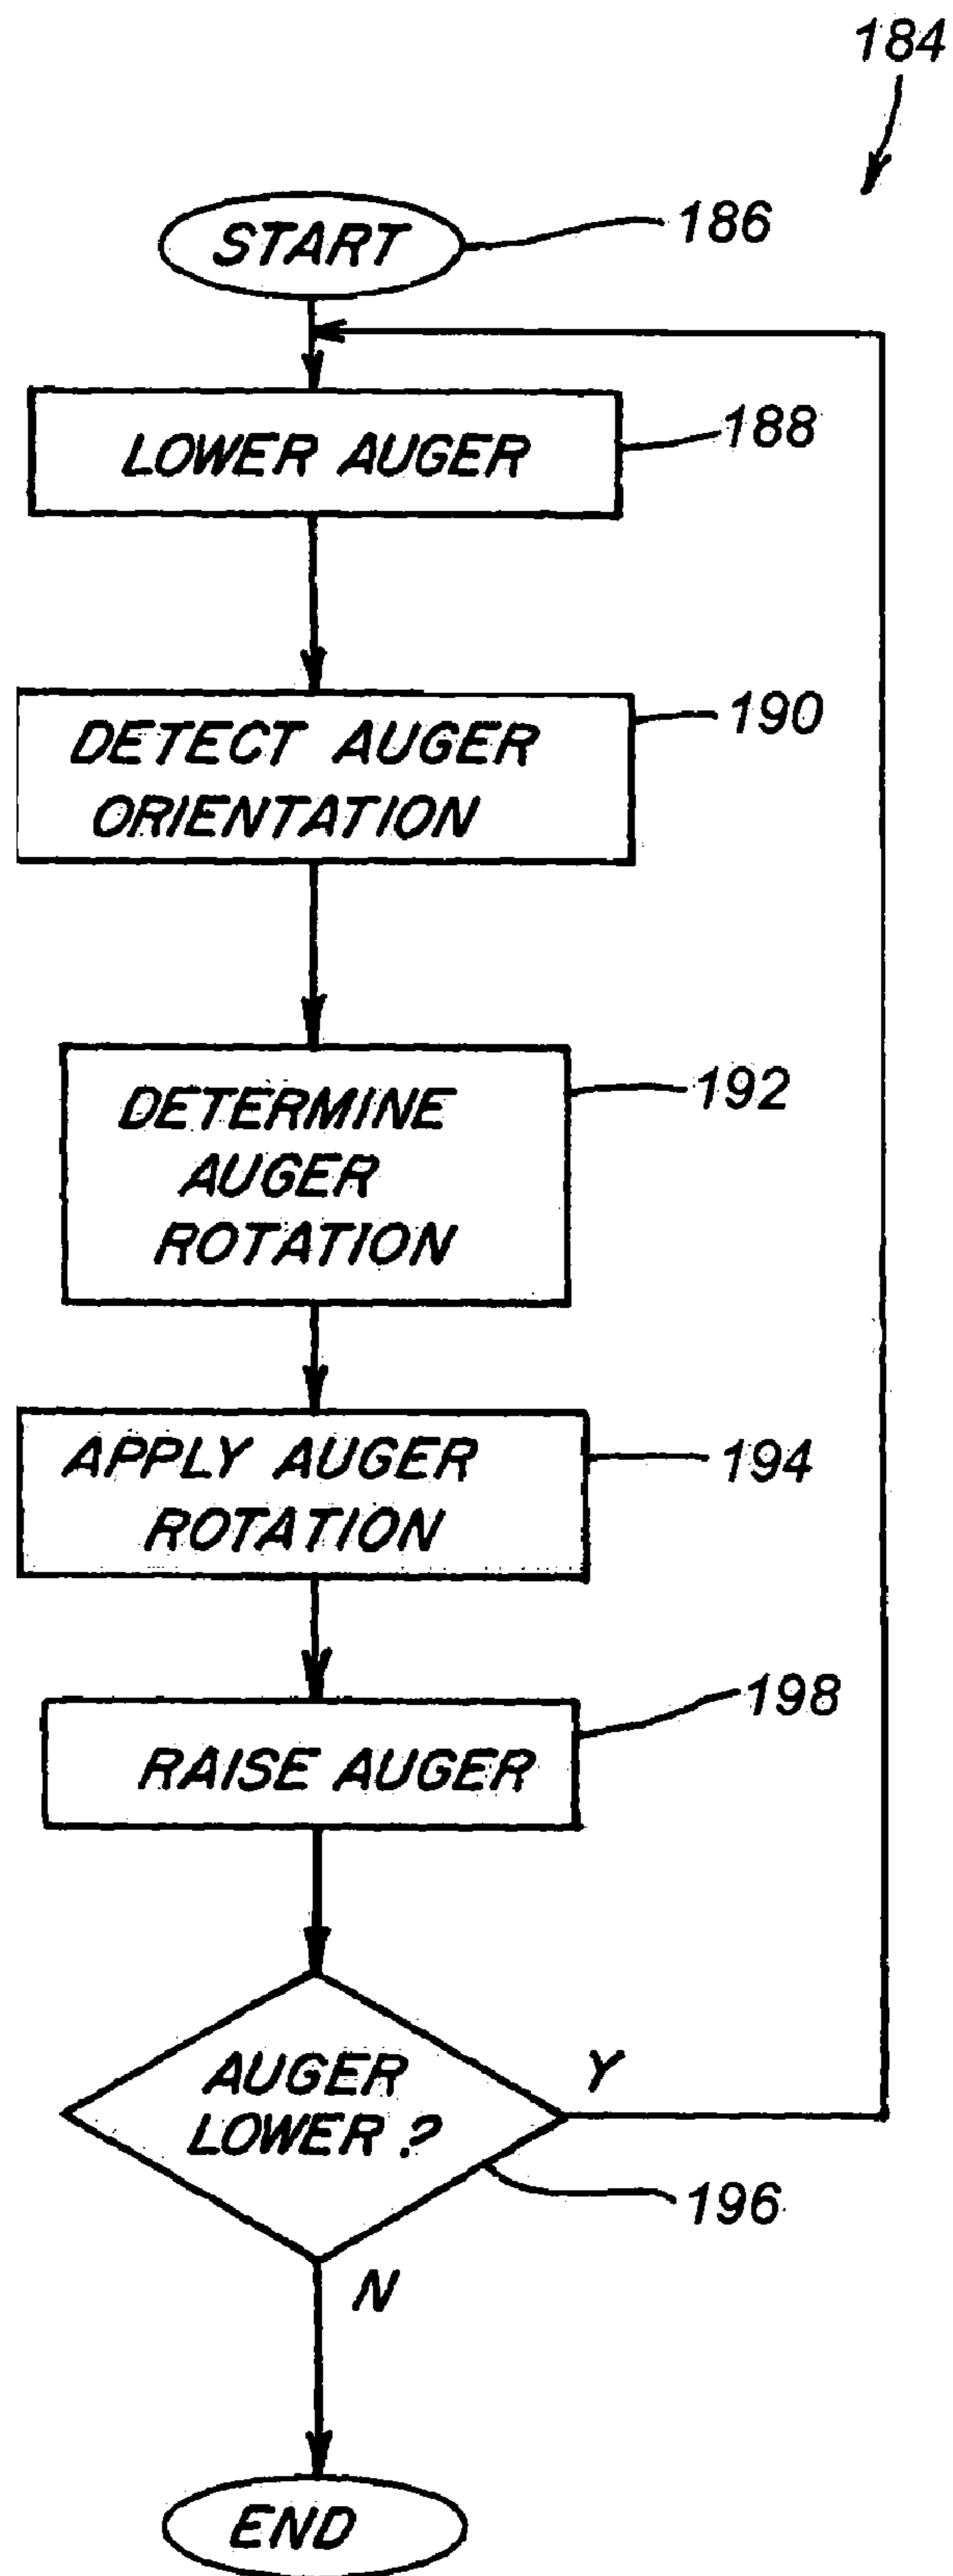 184
START
186
LOWER AUGER
188
DETECT AUGER
ORIENTATION
190
DETERMINE
AUGER
ROTATION
192
APPLY AUGER
ROTATION
194
RAISE AUGER
198
AUGER
LOWER ?
Y
196
N
END